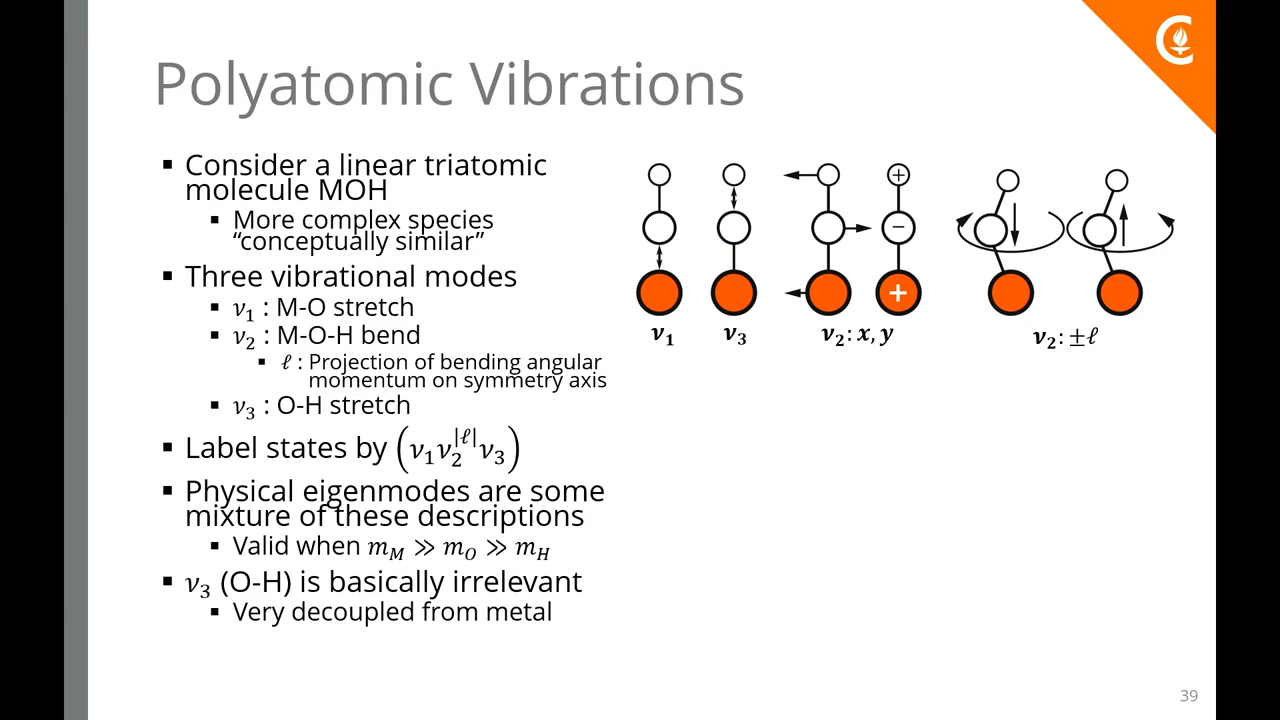 Polyatomic Vibrations
▪ Consider a linear triatomic
molecule MOH
▪ More complex species
“conceptually similar”
▪ Three vibrational modes
▪ ν₁ : M-O stretch
▪ ν₂ : M-O-H bend
▪ ℓ : Projection of bending angular
momentum on symmetry axis
▪ ν₃ : O-H stretch
▪ Label states by (ν₁ν₂^|ℓ|ν₃)
▪ Physical eigenmodes are some
mixture of these descriptions
▪ Valid when m_M ≫ m_O ≫ m_H
▪ ν₃ (O-H) is basically irrelevant
▪ Very decoupled from metal
+
−
+
ν₁ ν₃ ν₂: x, y ν₂: ±ℓ
39